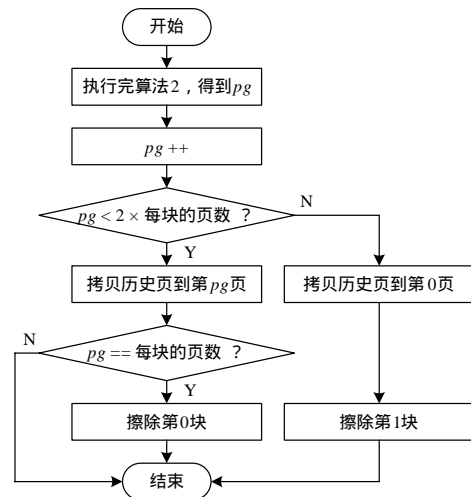 开始
执行完算法2，得到pg
pg ++
pg < 2 × 每块的页数 ？
N
Y
拷贝历史页到第pg页
拷贝历史页到第0页
N
pg == 每块的页数 ？
Y
擦除第0块
擦除第1块
结束